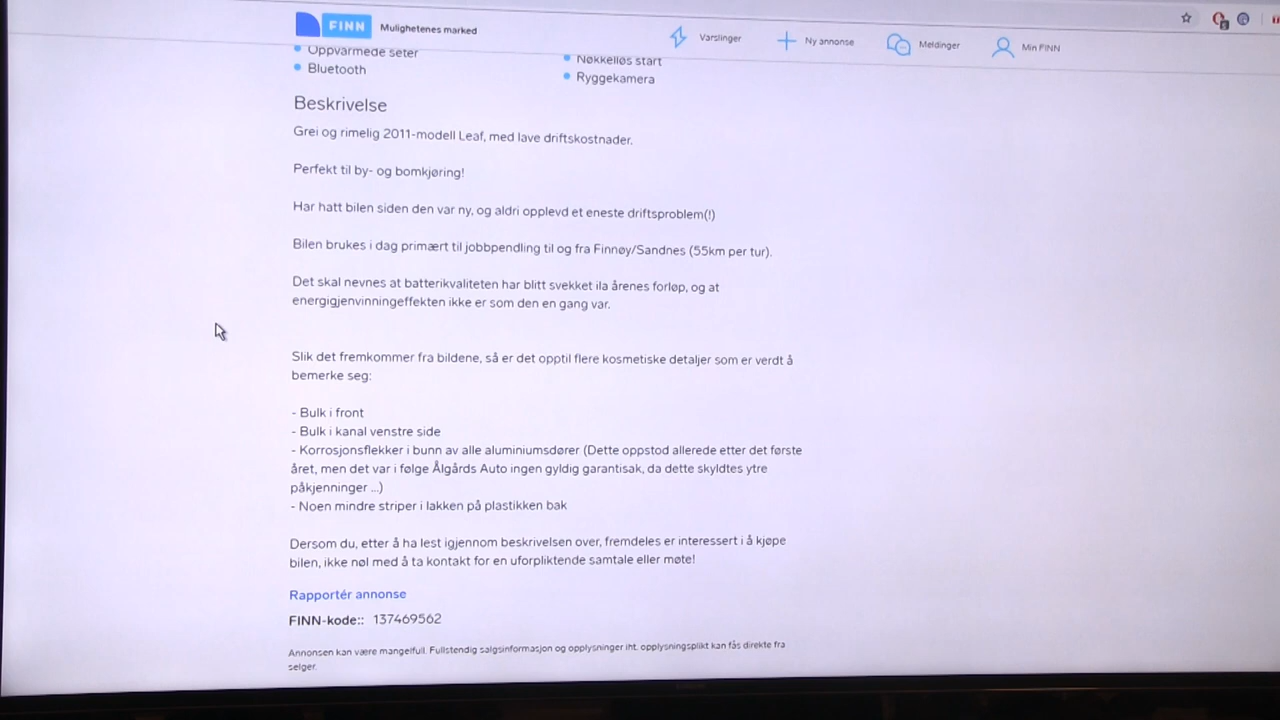 FINN Mulighetenes marked
Varslinger
Ny annonse
Meldinger
Min FINN
Oppvarmede seter
Nøkkelløs start
Bluetooth
Ryggekamera
Beskrivelse
Grei og rimelig 2011-modell Leaf, med lave driftskostnader.
Perfekt til by- og bomkjøring!
Har hatt bilen siden den var ny, og aldri opplevd et eneste driftsproblem(!)
Bilen brukes i dag primært til jobbpendling til og fra Finnøy/Sandnes (55km per tur).
Det skal nevnes at batterikvaliteten har blitt svekket ila årenes forløp, og at
energigjenvinningeffekten ikke er som den en gang var.
Slik det fremkommer fra bildene, så er det opptil flere kosmetiske detaljer som er verdt å
bemerke seg:
- Bulk i front
- Bulk i kanal venstre side
- Korrosjonsflekker i bunn av alle aluminiumsdører (Dette oppstod allerede etter det første
året, men det var i følge Ålgårds Auto ingen gyldig garantisak, da dette skyldtes ytre
påkjenninger ...)
- Noen mindre striper i lakken på plastikken bak
Dersom du, etter å ha lest igjennom beskrivelsen over, fremdeles er interessert i å kjøpe
bilen, ikke nøl med å ta kontakt for en uforpliktende samtale eller møte!
Rapportér annonse
FINN-kode:: 137469562
Annonsen kan være mangelfull. Fullstendig salgsinformasjon og opplysninger iht. opplysningsplikt kan fås direkte fra
selger.